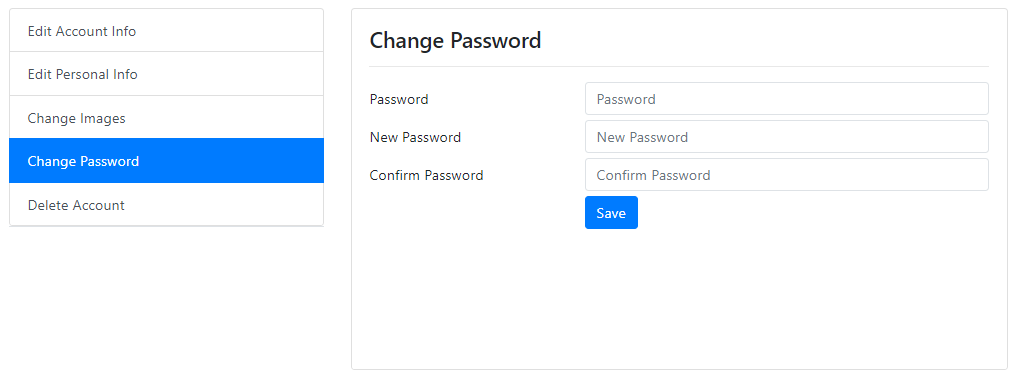 Edit Account Info
Edit Personal Info
Change Images
Change Password
Delete Account
Change Password
Password Password
New Password New Password
Confirm Password Confirm Password
Save